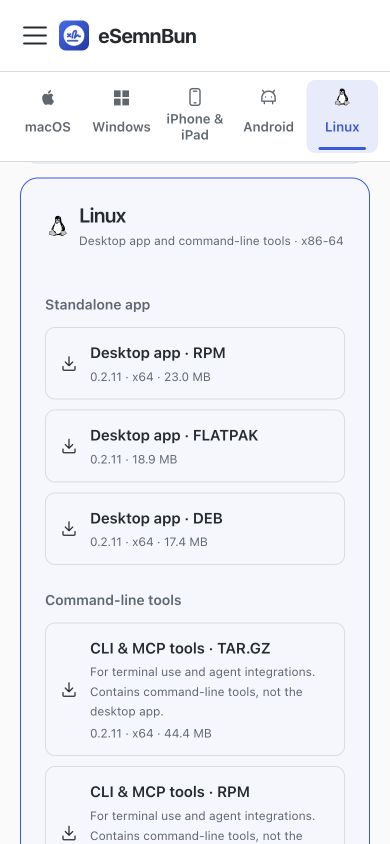 eSemnBun
macOS
Windows
iPhone &
iPad
Android
Linux
Linux
Desktop app and command-line tools · x86-64
Standalone app
Desktop app · RPM
0.2.11 · x64 · 23.0 MB
Desktop app · FLATPAK
0.2.11 · 18.9 MB
Desktop app · DEB
0.2.11 · x64 · 17.4 MB
Command-line tools
CLI & MCP tools · TAR.GZ
For terminal use and agent integrations.
Contains command-line tools, not the
desktop app.
0.2.11 · x64 · 44.4 MB
CLI & MCP tools · RPM
For terminal use and agent integrations.
Contains command-line tools, not the